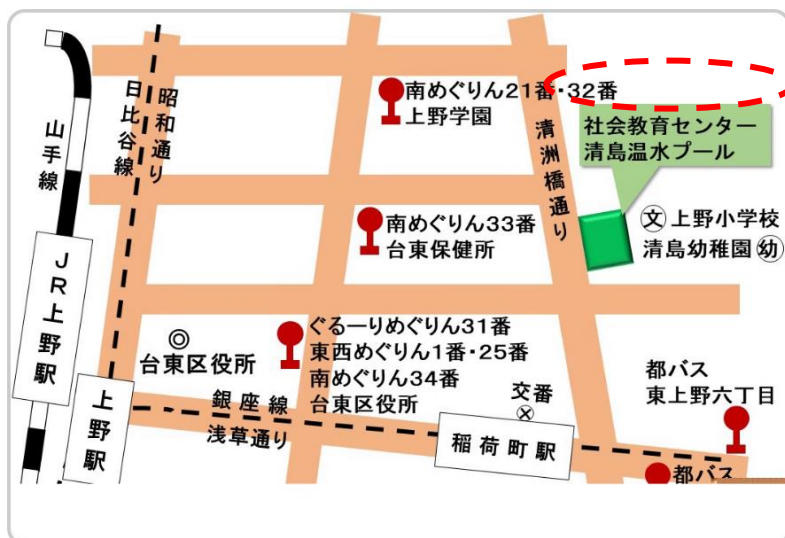 山手線
日比谷線
昭和通り
南めぐりん21番・32番
上野学園
清洲橋通り
社会教育センター
清島温水プール
文 上野小学校
清島幼稚園 幼
南めぐりん33番
台東保健所
JR上野駅
台東区役所
ぐるーりめぐりん31番
東西めぐりん1番・25番
南めぐりん34番
台東区役所
都バス
東上野六丁目
交番
上野駅
銀座線
浅草通り
稲荷町駅
都バス